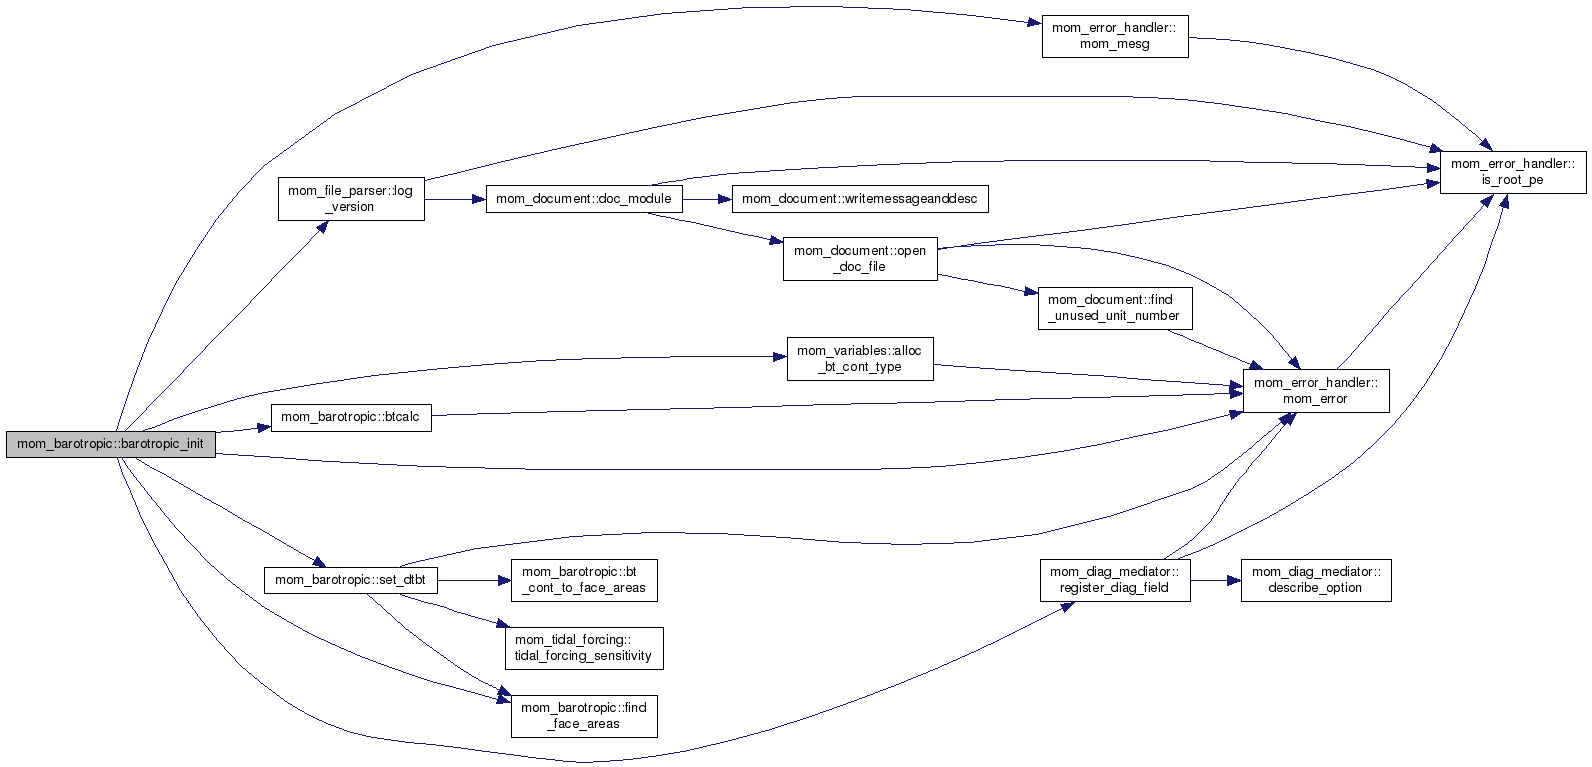 mom_error_handler::
mom_mesg
mom_error_handler::
is_root_pe
mom_file_parser::log
_version
mom_document::doc_module
mom_document::writemessageanddesc
mom_document::open
_doc_file
mom_document::find
_unused_unit_number
mom_variables::alloc
_bt_cont_type
mom_error_handler::
mom_error
mom_barotropic::btcalc
mom_barotropic::barotropic_init
mom_barotropic::set_dtbt
mom_barotropic::bt
_cont_to_face_areas
mom_diag_mediator::
register_diag_field
mom_diag_mediator::
describe_option
mom_tidal_forcing::
tidal_forcing_sensitivity
mom_barotropic::find
_face_areas